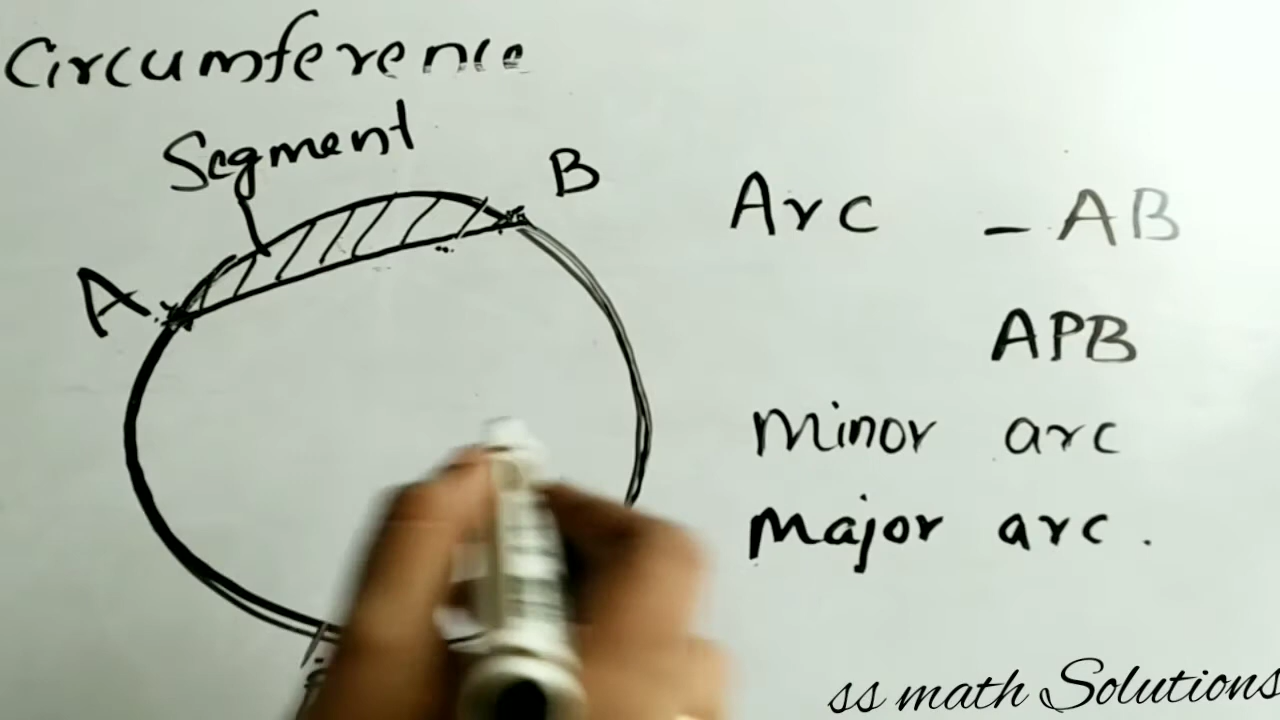 Circumference
Segment
B
A
Arc - AB
APB
Minor arc
Major arc.
ss math Solutions